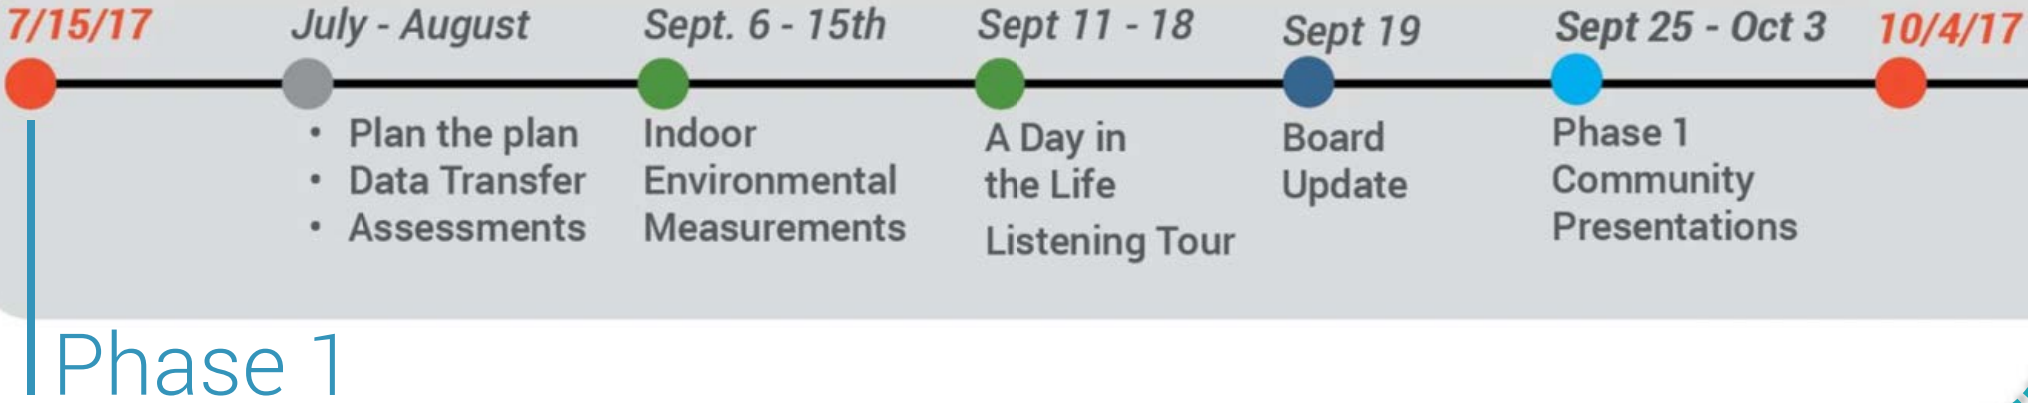 7/15/17
July - August
• Plan the plan
• Data Transfer
• Assessments
Sept. 6 - 15th
Indoor
Environmental
Measurements
Sept 11 - 18
A Day in
the Life
Listening Tour
Sept 19
Board
Update
Sept 25 - Oct 3
Phase 1
Community
Presentations
10/4/17
Phase 1